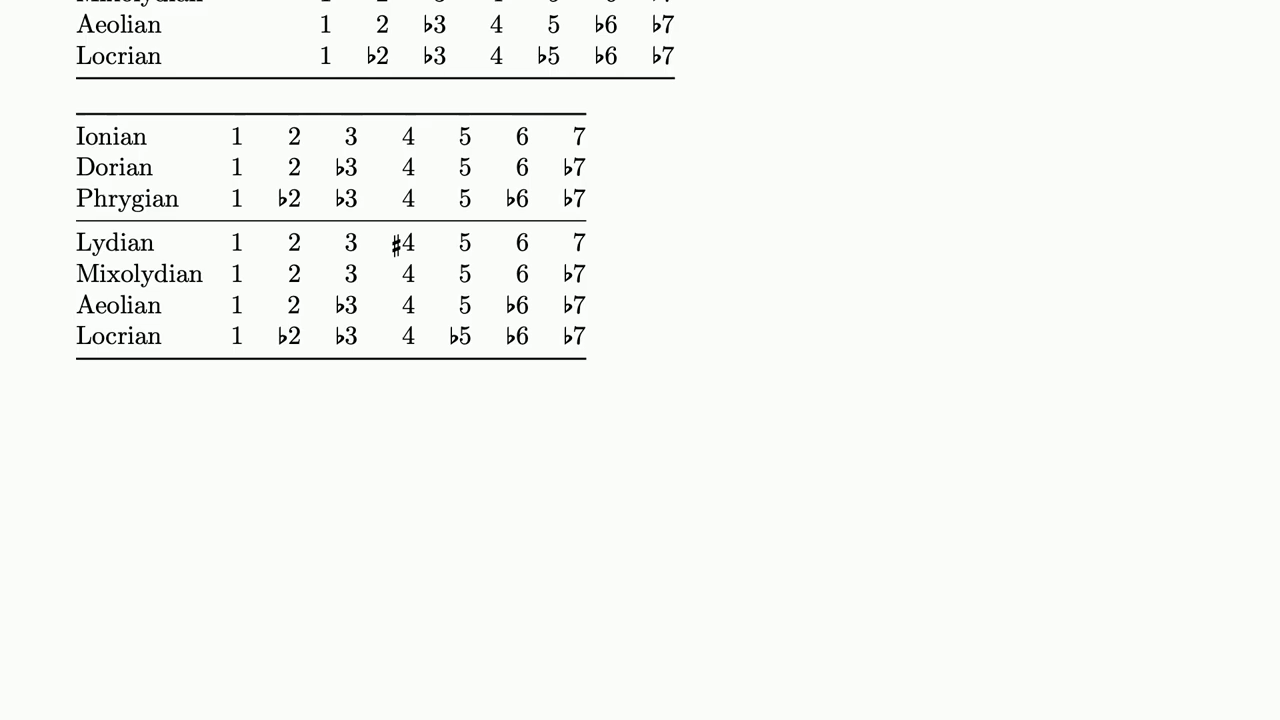 Aeolian 1 2 ♭3 4 5 ♭6 ♭7
Locrian 1 ♭2 ♭3 4 ♭5 ♭6 ♭7
Ionian 1 2 3 4 5 6 7
Dorian 1 2 ♭3 4 5 6 ♭7
Phrygian 1 ♭2 ♭3 4 5 ♭6 ♭7
Lydian 1 2 3 ♯4 5 6 7
Mixolydian 1 2 3 4 5 6 ♭7
Aeolian 1 2 ♭3 4 5 ♭6 ♭7
Locrian 1 ♭2 ♭3 4 ♭5 ♭6 ♭7